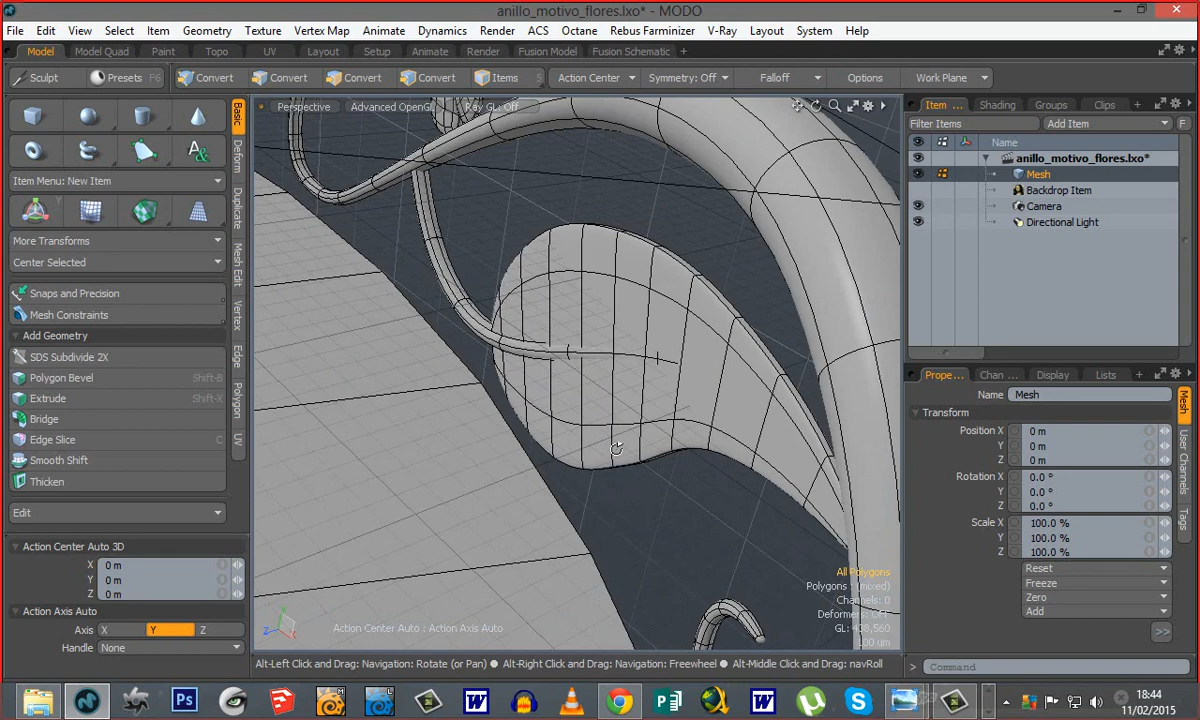 anillo_motivo_flores.lxo* - MODO
File Edit View Select Item Geometry Texture Vertex Map Animate Dynamics Render ACS Octane Rebus Farminizer V-Ray Layout System Help
Model Model Quad Paint Topo UV Layout Setup Animate Render Fusion Model Fusion Schematic +
Sculpt Presets F6 Convert Convert Convert Convert Items 5 Action Center Symmetry: Off Falloff Options Work Plane
Item Menu: New Item
More Transforms
Center Selected
Snaps and Precision
Mesh Constraints
Add Geometry
SDS Subdivide 2X
Polygon Bevel Shift-B
Extrude Shift-X
Bridge
Edge Slice C
Smooth Shift
Thicken
Edit
Action Center Auto 3D
X 0 m
Y 0 m
Z 0 m
Action Axis Auto
Axis X Y Z
Handle None
Basic
Deform
Duplicate
Mesh Edit
Vertex
Edge
Polygon
UV
Perspective Advanced OpenGL Ray GL: Off
All Polygons
Polygons : (mixed)
Channels: 0
Deformers: OFF
GL: 438,560
100 um
Action Center Auto : Action Axis Auto
Z X Y
Alt-Left Click and Drag: Navigation: Rotate (or Pan) ● Alt-Right Click and Drag: Navigation: Freewheel ● Alt-Middle Click and Drag: navRoll
Item ... Shading Groups Clips +
Filter Items Add Item F
Name
anillo_motivo_flores.lxo*
Mesh
Backdrop Item
Camera
Directional Light
Prope... Chan ... Display Lists +
Name Mesh
Transform
Position X 0 m
Y 0 m
Z 0 m
Rotation X 0.0 °
Y 0.0 °
Z 0.0 °
Scale X 100.0 %
Y 100.0 %
Z 100.0 %
Reset
Freeze
Zero
Add
>>
Mesh
User Channels
Tags
> Command
18:44
11/02/2015